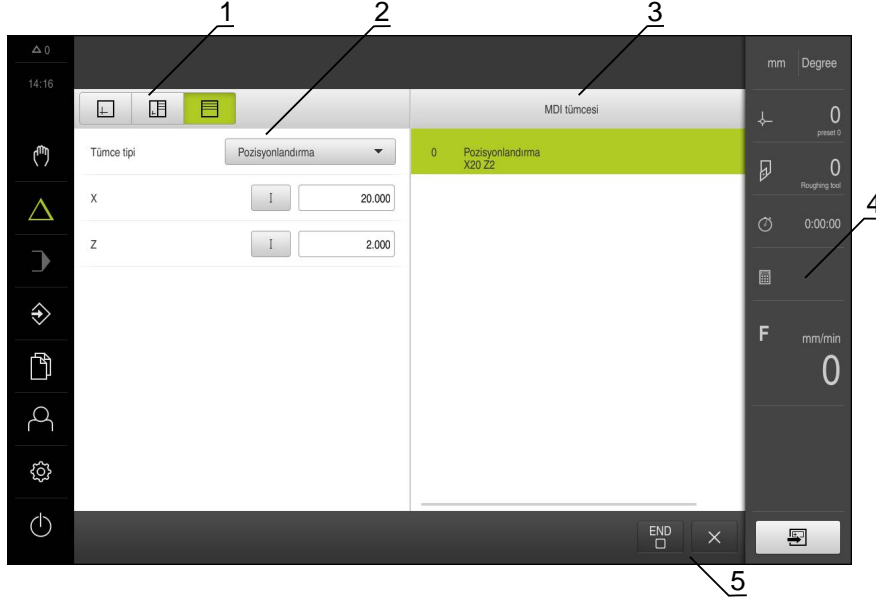 1
2
3
0
mm Degree
14:16
MDI tümcesi
0
preset 0
Tümce tipi
Pozisyonlandırma
0 Pozisyonlandırma
X20 Z2
0
Roughing tool
X
I
20.000
4
0:00:00
Z
I
2.000
F mm/min
0
END
5